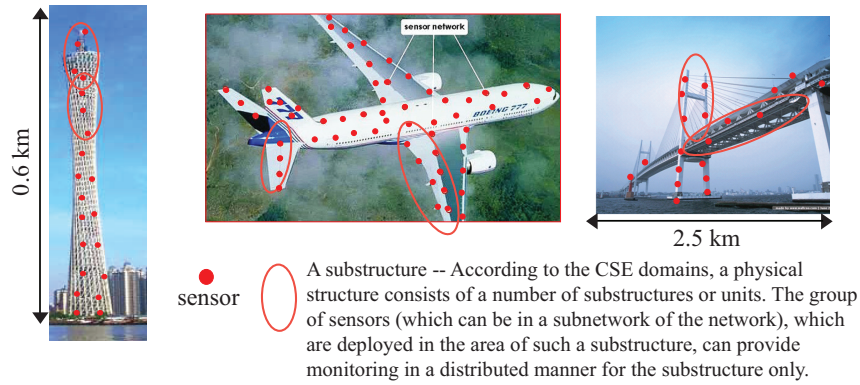 0.6 km
sensor network
BOEING 777
2.5 km
sensor
A substructure -- According to the CSE domains, a physical
structure consists of a number of substructures or units. The group
of sensors (which can be in a subnetwork of the network), which
are deployed in the area of such a substructure, can provide
monitoring in a distributed manner for the substructure only.